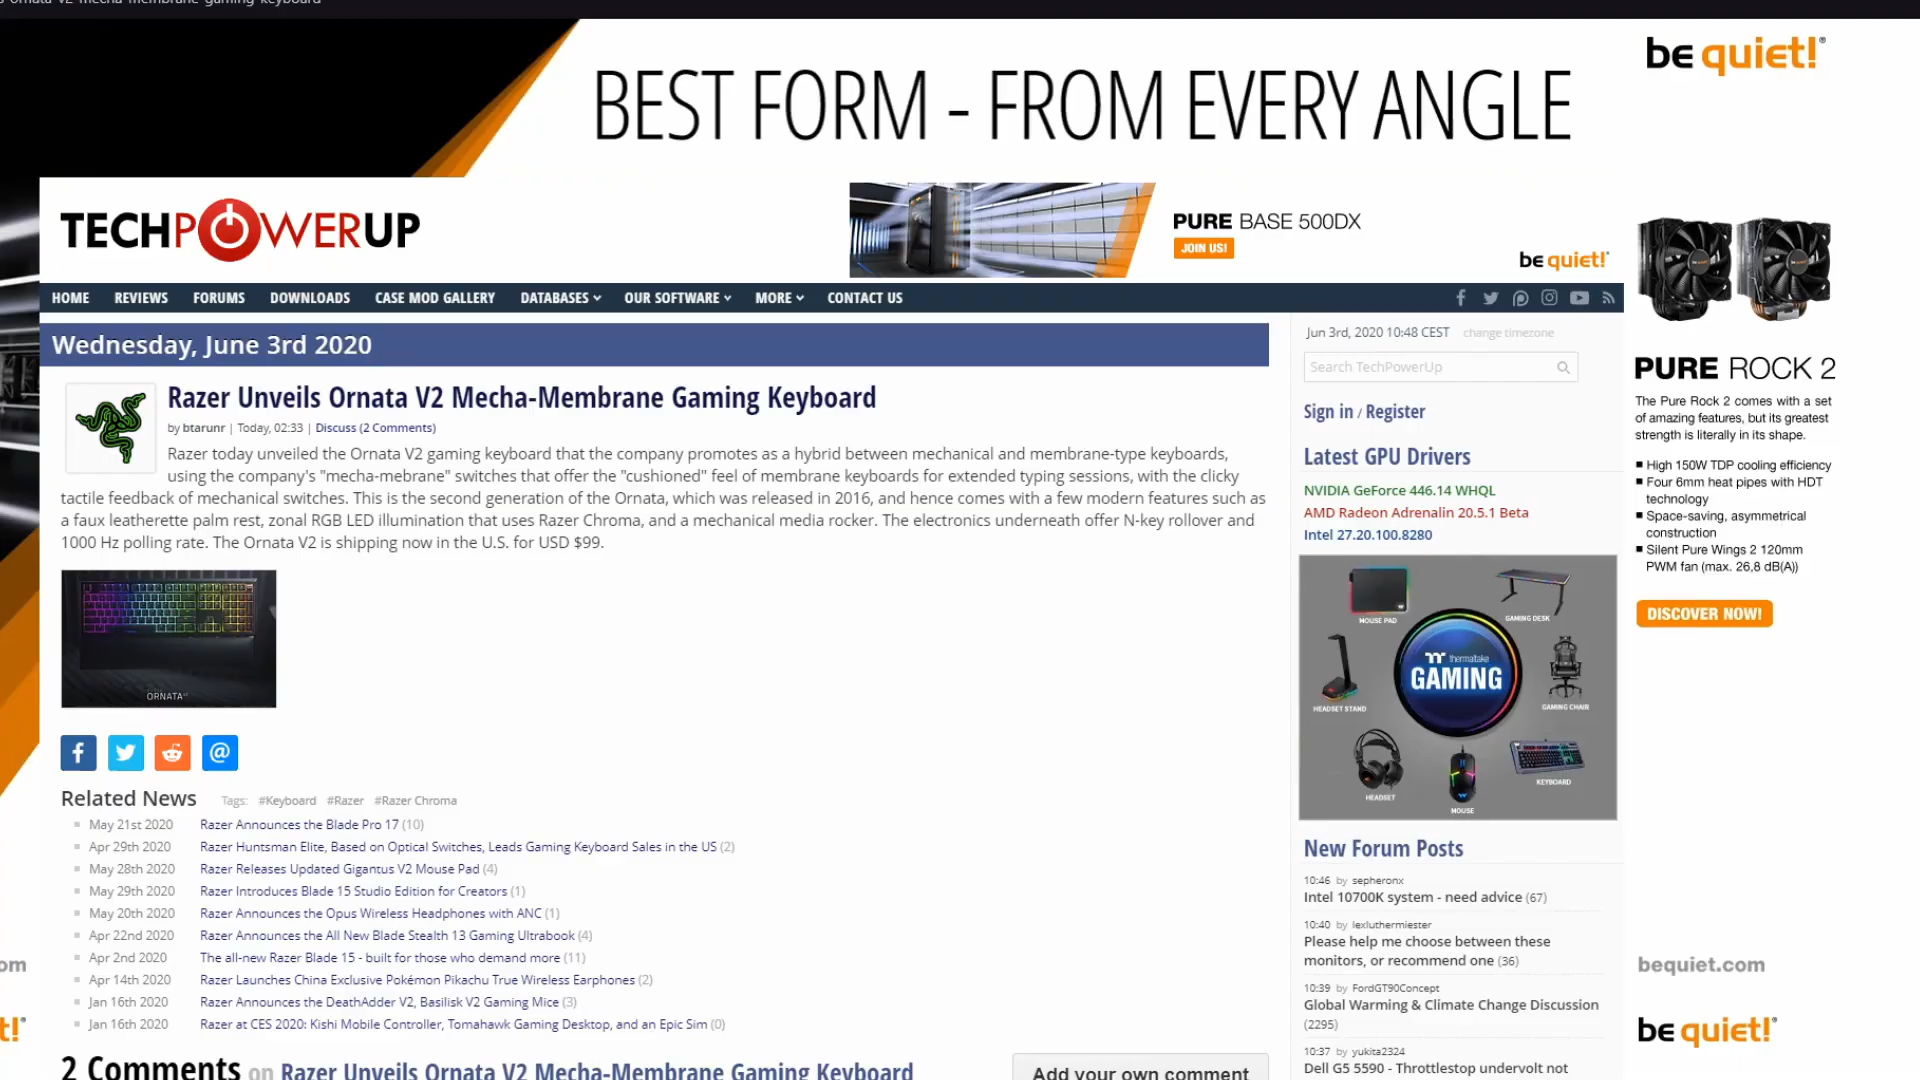 ornata v2 mecha membrane gaming keyboard
BEST FORM - FROM EVERY ANGLE
be quiet!®
TECHPOWERUP
PURE BASE 500DX
JOIN US!
be quiet!®
HOME REVIEWS FORUMS DOWNLOADS CASE MOD GALLERY DATABASES OUR SOFTWARE MORE CONTACT US
Wednesday, June 3rd 2020
Razer Unveils Ornata V2 Mecha-Membrane Gaming Keyboard
by btarunr | Today, 02:33 | Discuss (2 Comments)
Razer today unveiled the Ornata V2 gaming keyboard that the company promotes as a hybrid between mechanical and membrane-type keyboards,
using the company's "mecha-mebrane" switches that offer the "cushioned" feel of membrane keyboards for extended typing sessions, with the clicky
tactile feedback of mechanical switches. This is the second generation of the Ornata, which was released in 2016, and hence comes with a few modern features such as
a faux leatherette palm rest, zonal RGB LED illumination that uses Razer Chroma, and a mechanical media rocker. The electronics underneath offer N-key rollover and
1000 Hz polling rate. The Ornata V2 is shipping now in the U.S. for USD $99.
ORNATA
Related News Tags: #Keyboard #Razer #Razer Chroma
May 21st 2020 Razer Announces the Blade Pro 17 (10)
Apr 29th 2020 Razer Huntsman Elite, Based on Optical Switches, Leads Gaming Keyboard Sales in the US (2)
May 28th 2020 Razer Releases Updated Gigantus V2 Mouse Pad (4)
May 29th 2020 Razer Introduces Blade 15 Studio Edition for Creators (1)
May 20th 2020 Razer Announces the Opus Wireless Headphones with ANC (1)
Apr 22nd 2020 Razer Announces the All New Blade Stealth 13 Gaming Ultrabook (4)
Apr 2nd 2020 The all-new Razer Blade 15 - built for those who demand more (11)
Apr 14th 2020 Razer Launches China Exclusive Pokémon Pikachu True Wireless Earphones (2)
Jan 16th 2020 Razer Announces the DeathAdder V2, Basilisk V2 Gaming Mice (3)
Jan 16th 2020 Razer at CES 2020: Kishi Mobile Controller, Tomahawk Gaming Desktop, and an Epic Sim (0)
2 Comments on Razer Unveils Ornata V2 Mecha-Membrane Gaming Keyboard
Add your own comment
Jun 3rd, 2020 10:48 CEST change timezone
Search TechPowerUp
Sign in / Register
Latest GPU Drivers
NVIDIA GeForce 446.14 WHQL
AMD Radeon Adrenalin 20.5.1 Beta
Intel 27.20.100.8280
MOUSE PAD
GAMING DESK
thermaltake
GAMING
HEADSET STAND
GAMING CHAIR
HEADSET
MOUSE
KEYBOARD
New Forum Posts
10:46 by sepheronx
Intel 10700K system - need advice (67)
10:40 by lexluthermiester
Please help me choose between these
monitors, or recommend one (36)
10:39 by FordGT90Concept
Global Warming & Climate Change Discussion
(2295)
10:37 by yukita2324
Dell G5 5590 - Throttlestop undervolt not
PURE ROCK 2
The Pure Rock 2 comes with a set
of amazing features, but its greatest
strength is literally in its shape.
High 150W TDP cooling efficiency
Four 6mm heat pipes with HDT
technology
Space-saving, asymmetrical
construction
Silent Pure Wings 2 120mm
PWM fan (max. 26,8 dB(A))
DISCOVER NOW!
om
bequiet.com
t!®
be quiet!®